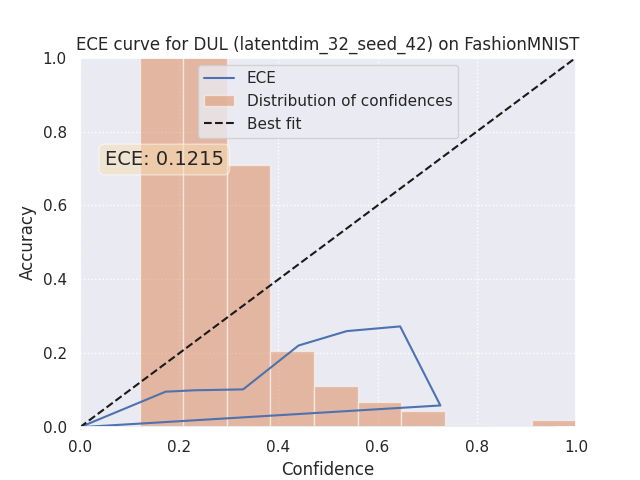 ECE curve for DUL (latentdim_32_seed_42) on FashionMNIST
1.0
0.8
0.6
0.4
0.2
0.0
Accuracy
ECE
Distribution of confidences
Best fit
ECE: 0.1215
0.0 0.2 0.4 0.6 0.8 1.0
Confidence